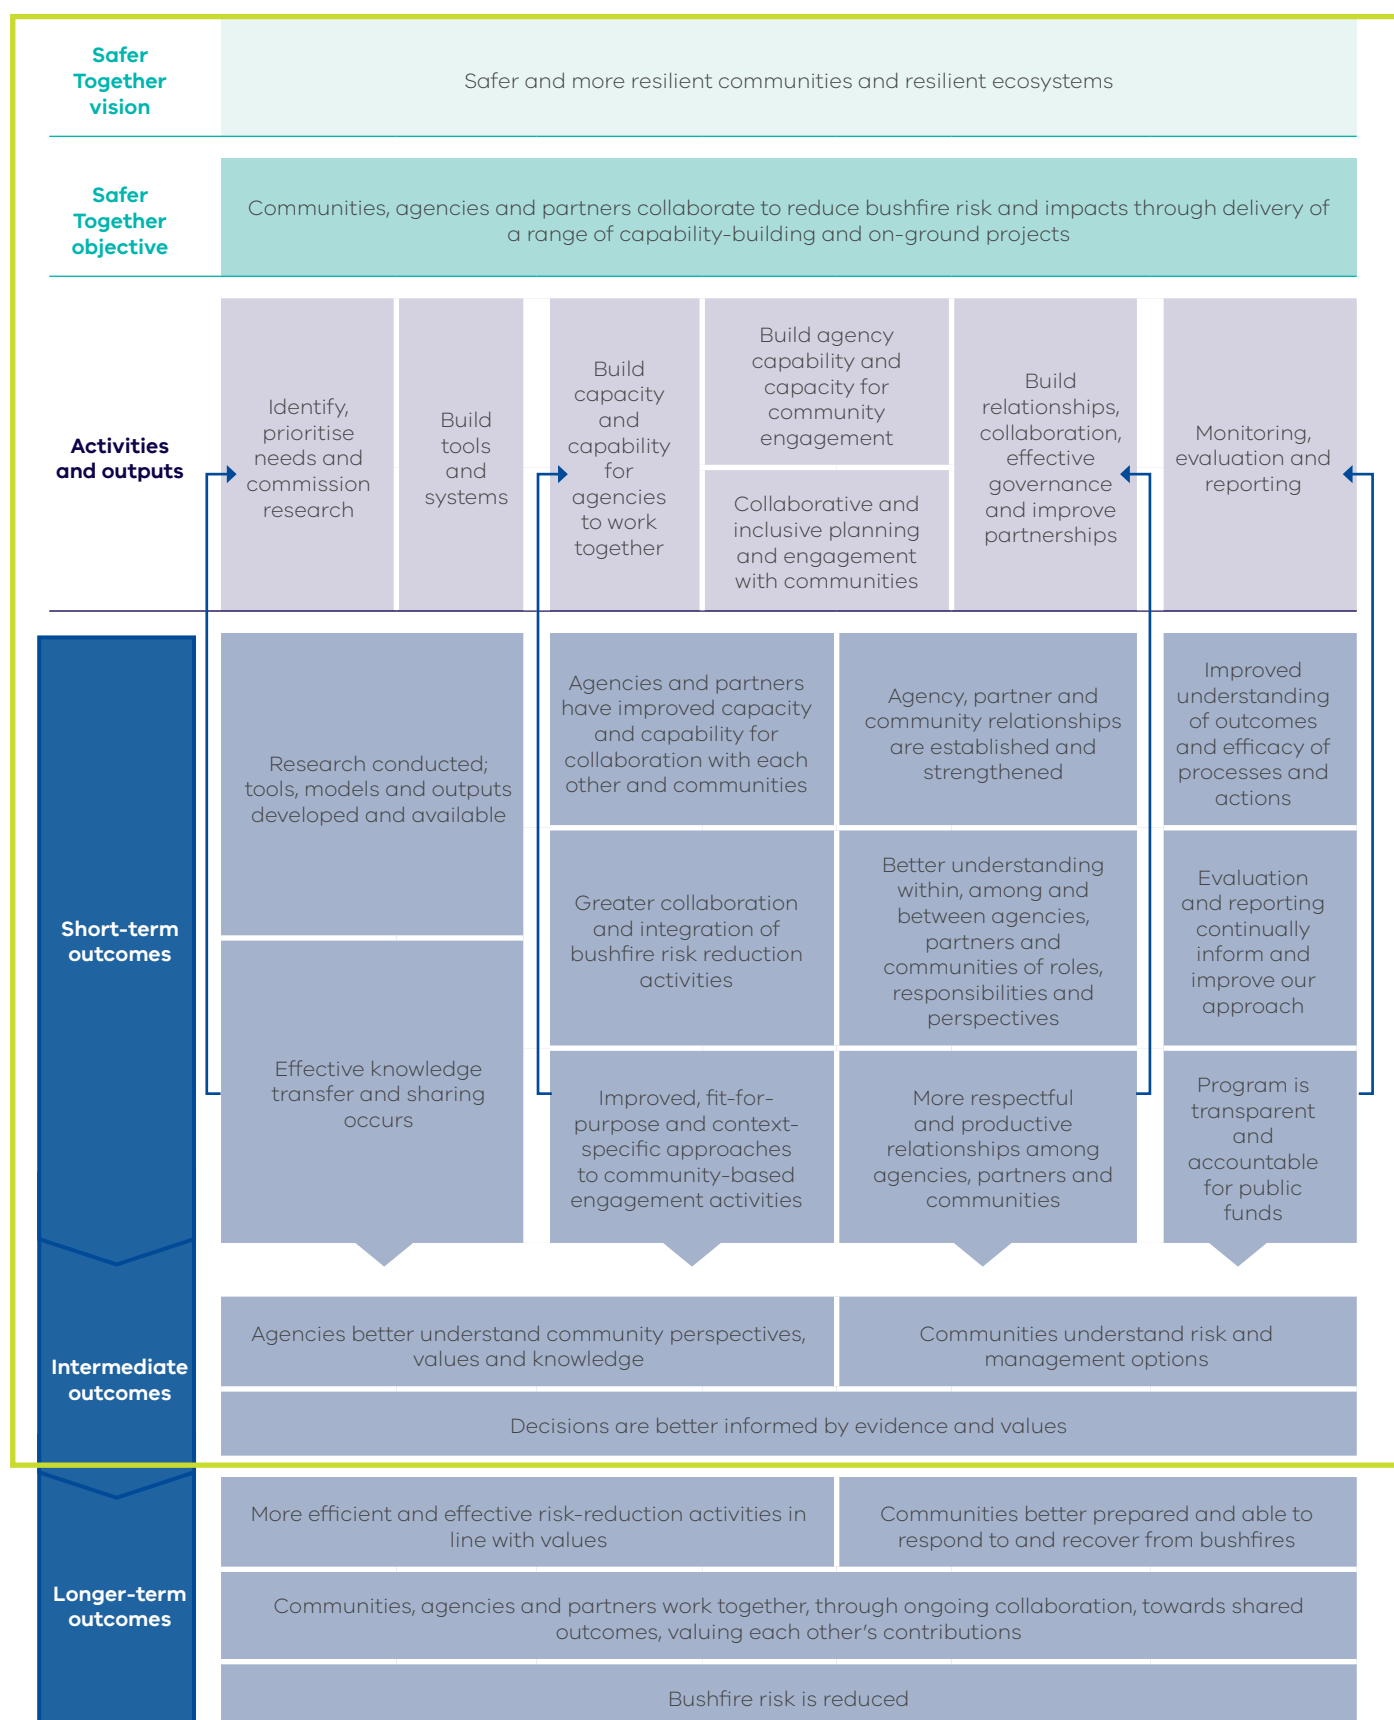 Safer
Together
vision
Safer and more resilient communities and resilient ecosystems
Safer
Together
objective
Communities, agencies and partners collaborate to reduce bushfire risk and impacts through delivery of
a range of capability-building and on-ground projects
Activities
and outputs
Identify,
prioritise
needs and
commission
research
Build
tools
and
systems
Build
capacity
and
capability
for
agencies
to work
together
Build agency
capability and
capacity for
community
engagement
Collaborative and
inclusive planning
and engagement
with communities
Build
relationships,
collaboration,
effective
governance
and improve
partnerships
Monitoring,
evaluation and
reporting
Short-term
outcomes
Research conducted;
tools, models and outputs
developed and available
Effective knowledge
transfer and sharing
occurs
Agencies and partners
have improved capacity
and capability for
collaboration with each
other and communities
Greater collaboration
and integration of
bushfire risk reduction
activities
Improved, fit-for-
purpose and context-
specific approaches
to community-based
engagement activities
Agency, partner and
community relationships
are established and
strengthened
Better understanding
within, among and
between agencies,
partners and
communities of roles,
responsibilities and
perspectives
More respectful
and productive
relationships among
agencies, partners and
communities
Improved
understanding
of outcomes
and efficacy of
processes and
actions
Evaluation
and reporting
continually
inform and
improve our
approach
Program is
transparent
and
accountable
for public
funds
Intermediate
outcomes
Agencies better understand community perspectives,
values and knowledge
Communities understand risk and
management options
Decisions are better informed by evidence and values
Longer-term
outcomes
More efficient and effective risk-reduction activities in
line with values
Communities better prepared and able to
respond to and recover from bushfires
Communities, agencies and partners work together, through ongoing collaboration, towards shared
outcomes, valuing each other's contributions
Bushfire risk is reduced